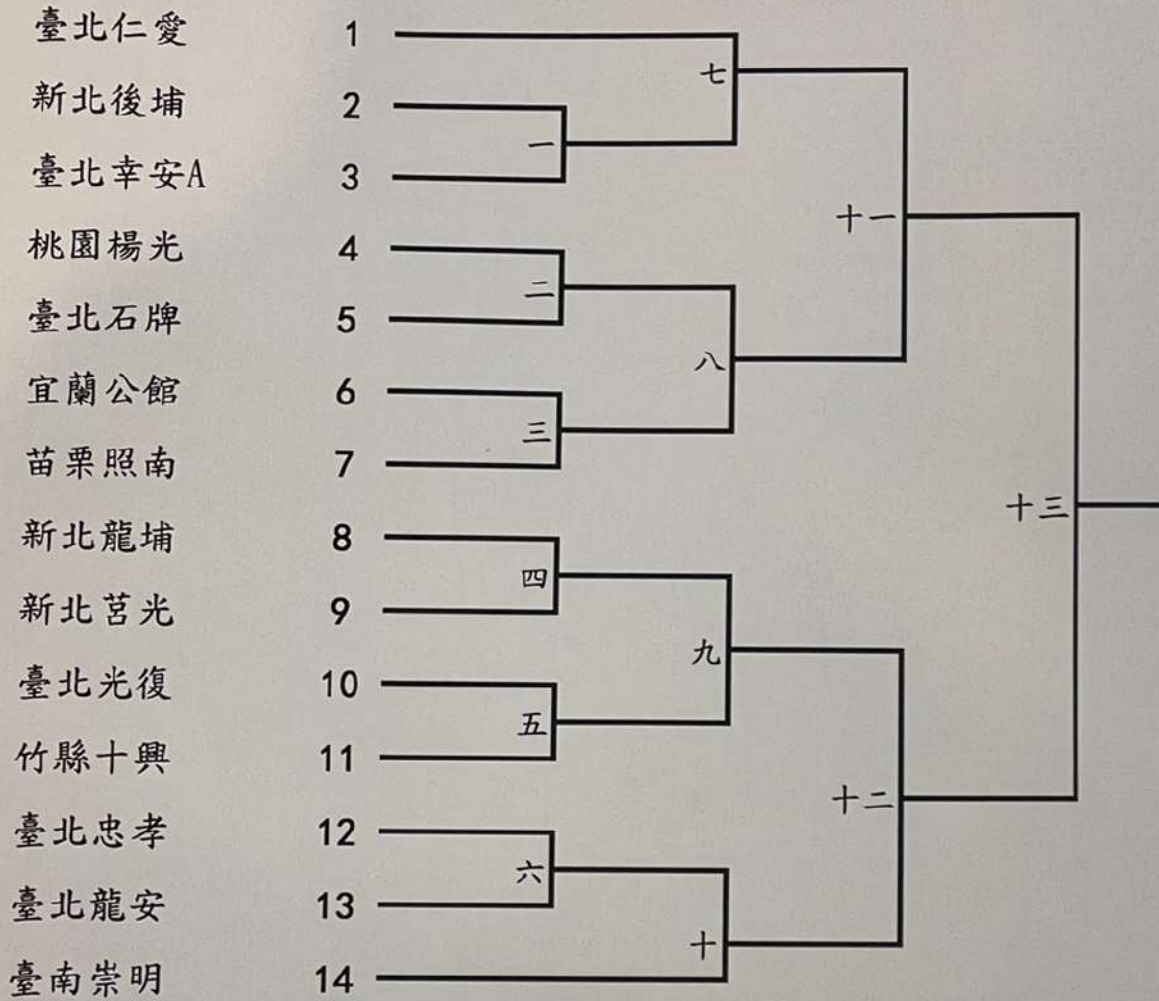 臺北仁愛 1
七
新北後埔 2
一
臺北幸安A 3
十一
桃園楊光 4
二
臺北石牌 5
八
宜蘭公館 6
三
苗栗照南 7
十三
新北龍埔 8
四
新北莒光 9
九
臺北光復 10
五
竹縣十興 11
十二
臺北忠孝 12
六
臺北龍安 13
十
臺南崇明 14